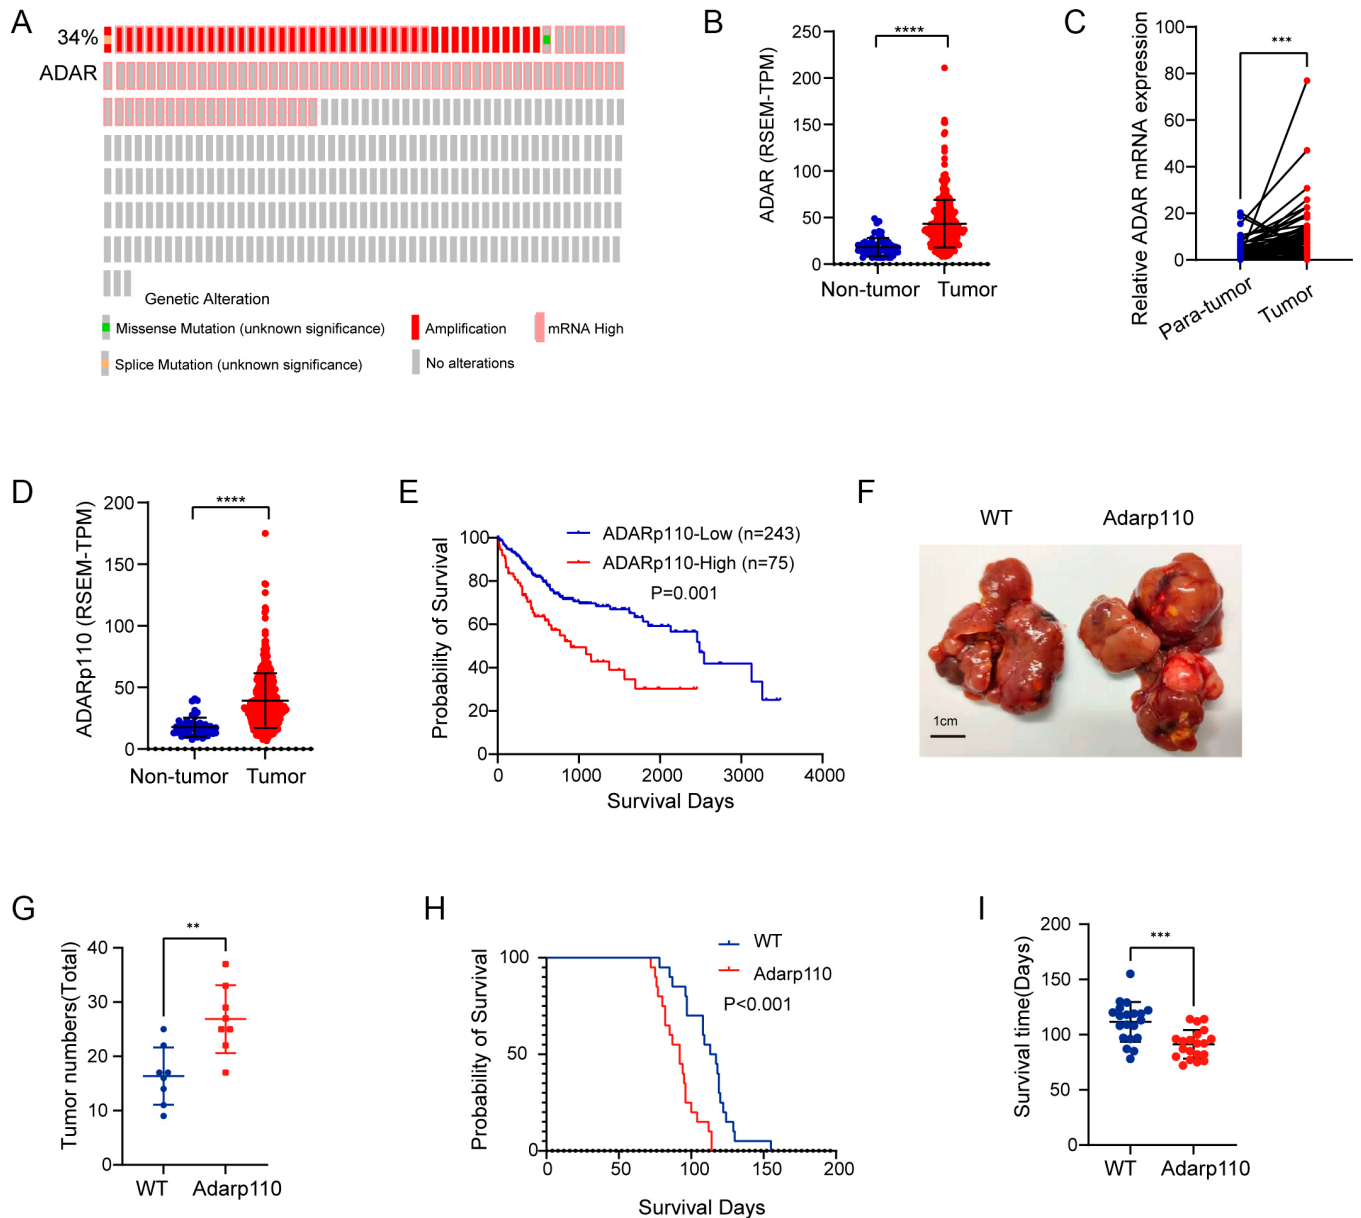 A
34%
ADAR
Genetic Alteration
Missense Mutation (unknown significance)
Amplification
mRNA High
Splice Mutation (unknown significance)
No alterations
B
ADAR (RSEM-TPM)
250
200
150
100
50
0
****
Non-tumor
Tumor
C
Relative ADAR mRNA expression
100
80
60
40
20
0
***
Para-tumor
Tumor
D
ADARp110 (RSEM-TPM)
200
150
100
50
0
****
Non-tumor
Tumor
E
Probability of Survival
100
80
60
40
20
0
ADARp110-Low (n=243)
ADARp110-High (n=75)
P=0.001
0
1000
2000
3000
4000
Survival Days
F
WT
Adarp110
1cm
G
Tumor numbers(Total)
40
30
20
10
0
**
WT
Adarp110
H
Probability of Survival
100
50
0
WT
Adarp110
P<0.001
0
50
100
150
200
Survival Days
I
Survival time(Days)
200
150
100
50
0
***
WT
Adarp110